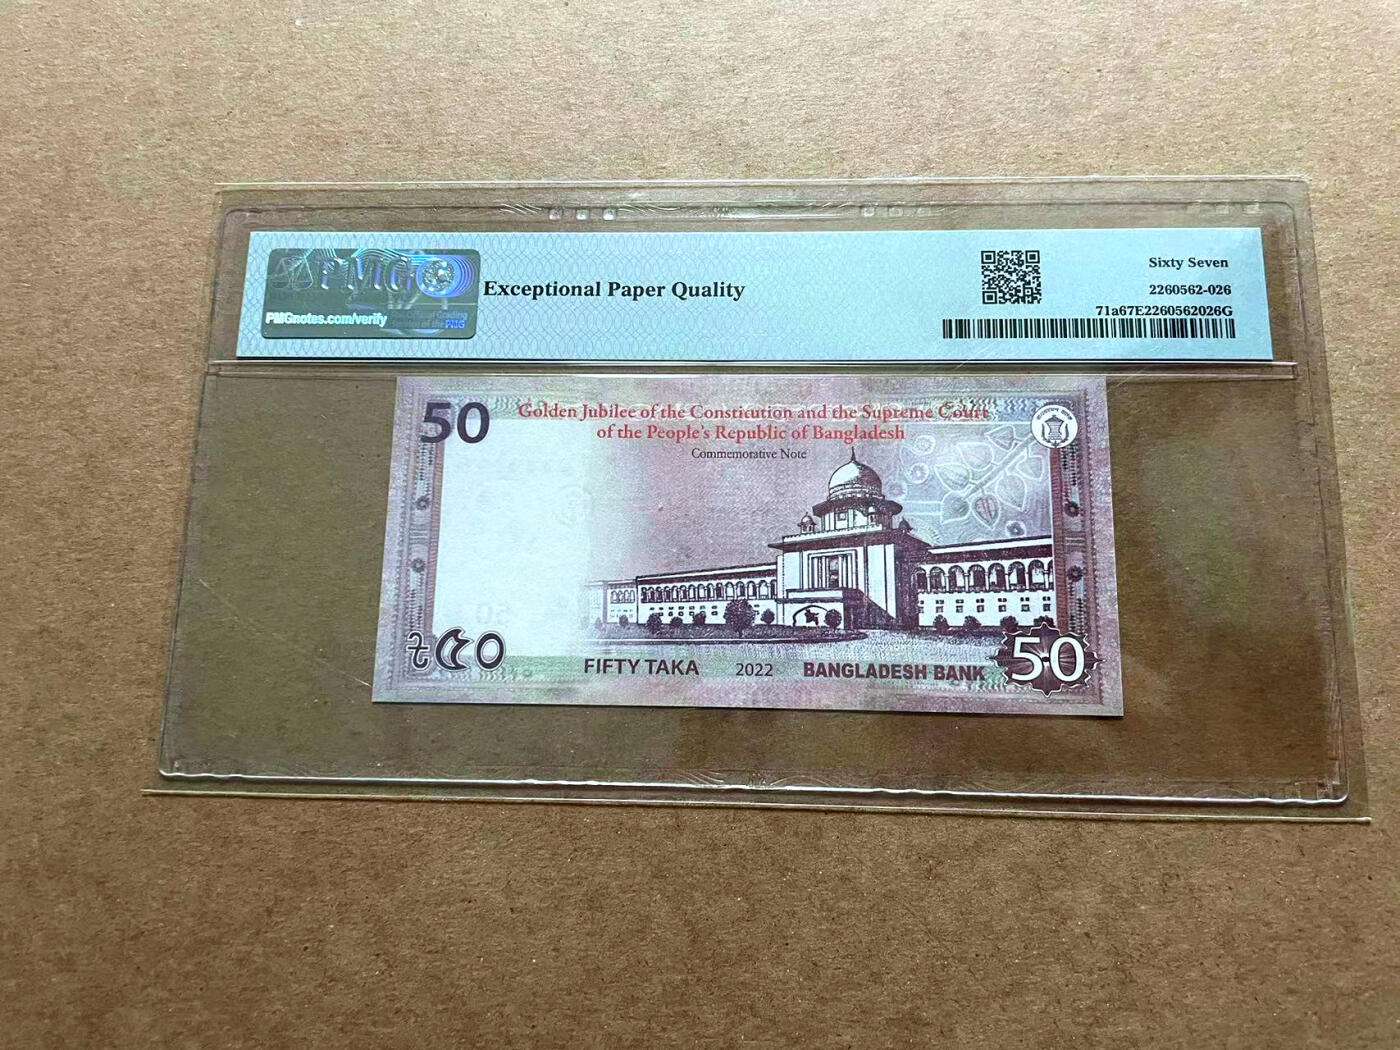 PMG
PMGnotes.com/verify
PMG
Exceptional Paper Quality
Sixty Seven
2260562-026
71a67E2260562026G
50
Golden Jubilee of the Constitution and the Supreme Court
of the People's Republic of Bangladesh
Commemorative Note
৳৫০
FIFTY TAKA
2022
BANGLADESH BANK
50